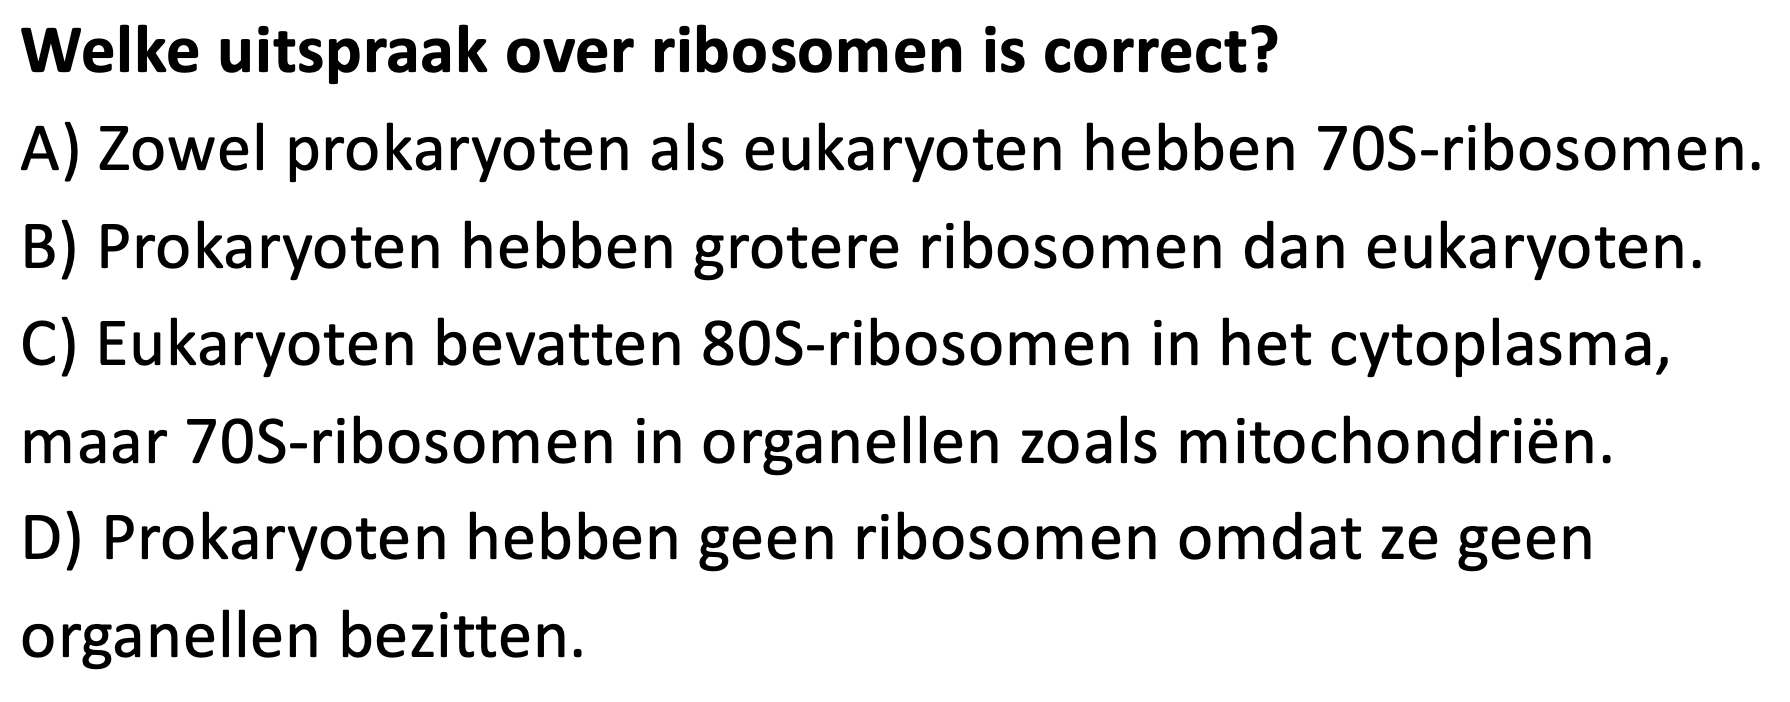 Welke uitspraak over ribosomen is correct?
A) Zowel prokaryoten als eukaryoten hebben 70S-ribosomen.
B) Prokaryoten hebben grotere ribosomen dan eukaryoten.
C) Eukaryoten bevatten 80S-ribosomen in het cytoplasma,
maar 70S-ribosomen in organellen zoals mitochondriën.
D) Prokaryoten hebben geen ribosomen omdat ze geen
organellen bezitten.